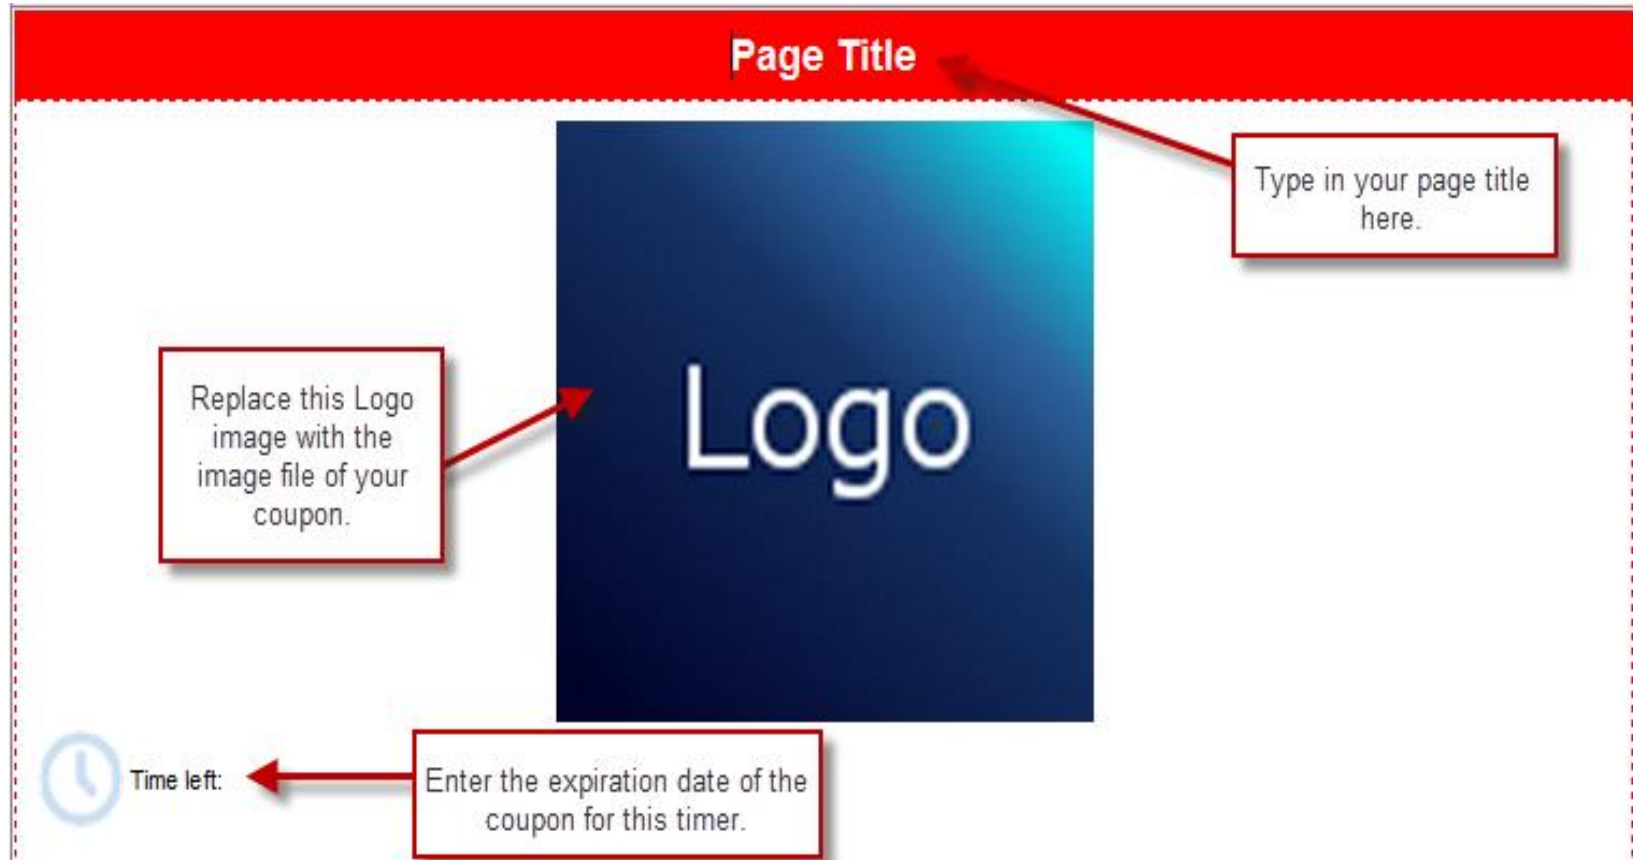 Page Title
Type in your page title
here.
Replace this Logo
image with the
image file of your
coupon.
Logo
Time left:
Enter the expiration date of the
coupon for this timer.